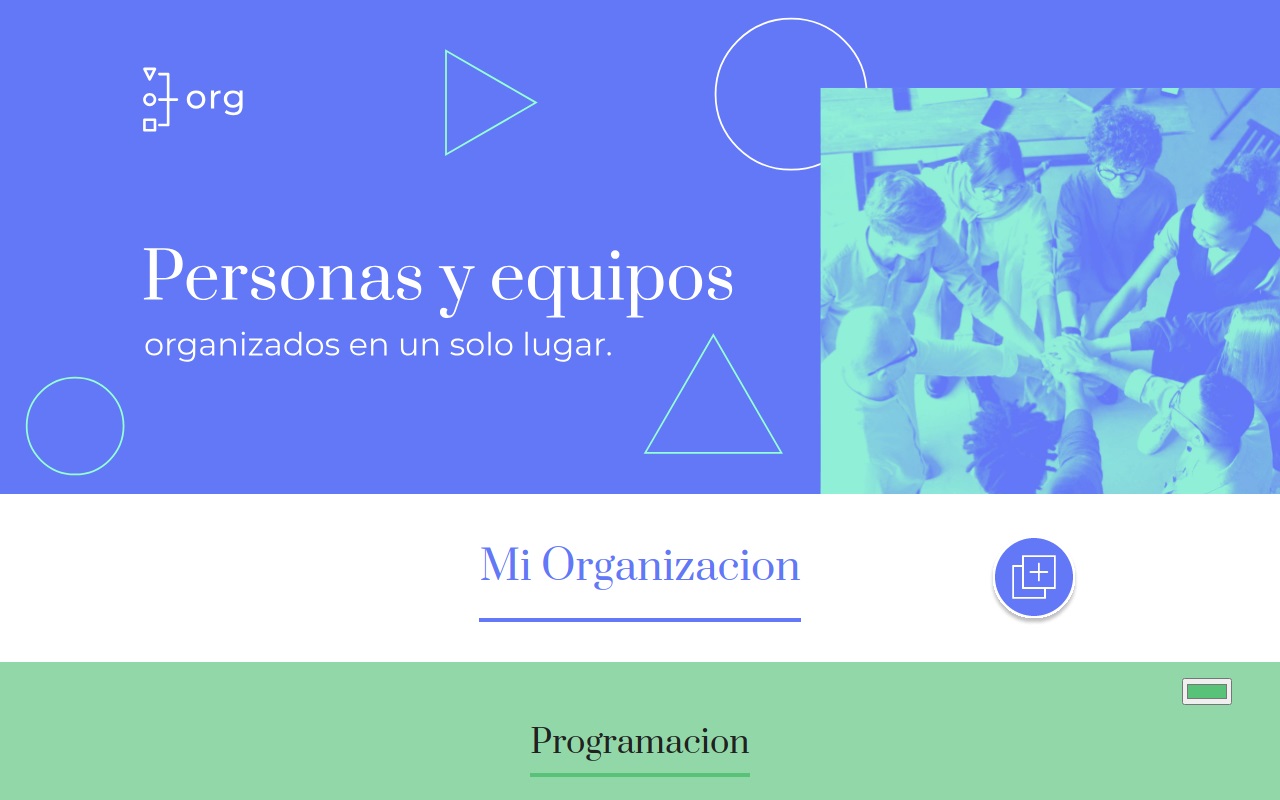 org
Personas y equipos
organizados en un solo lugar.
Mi Organizacion
Programacion